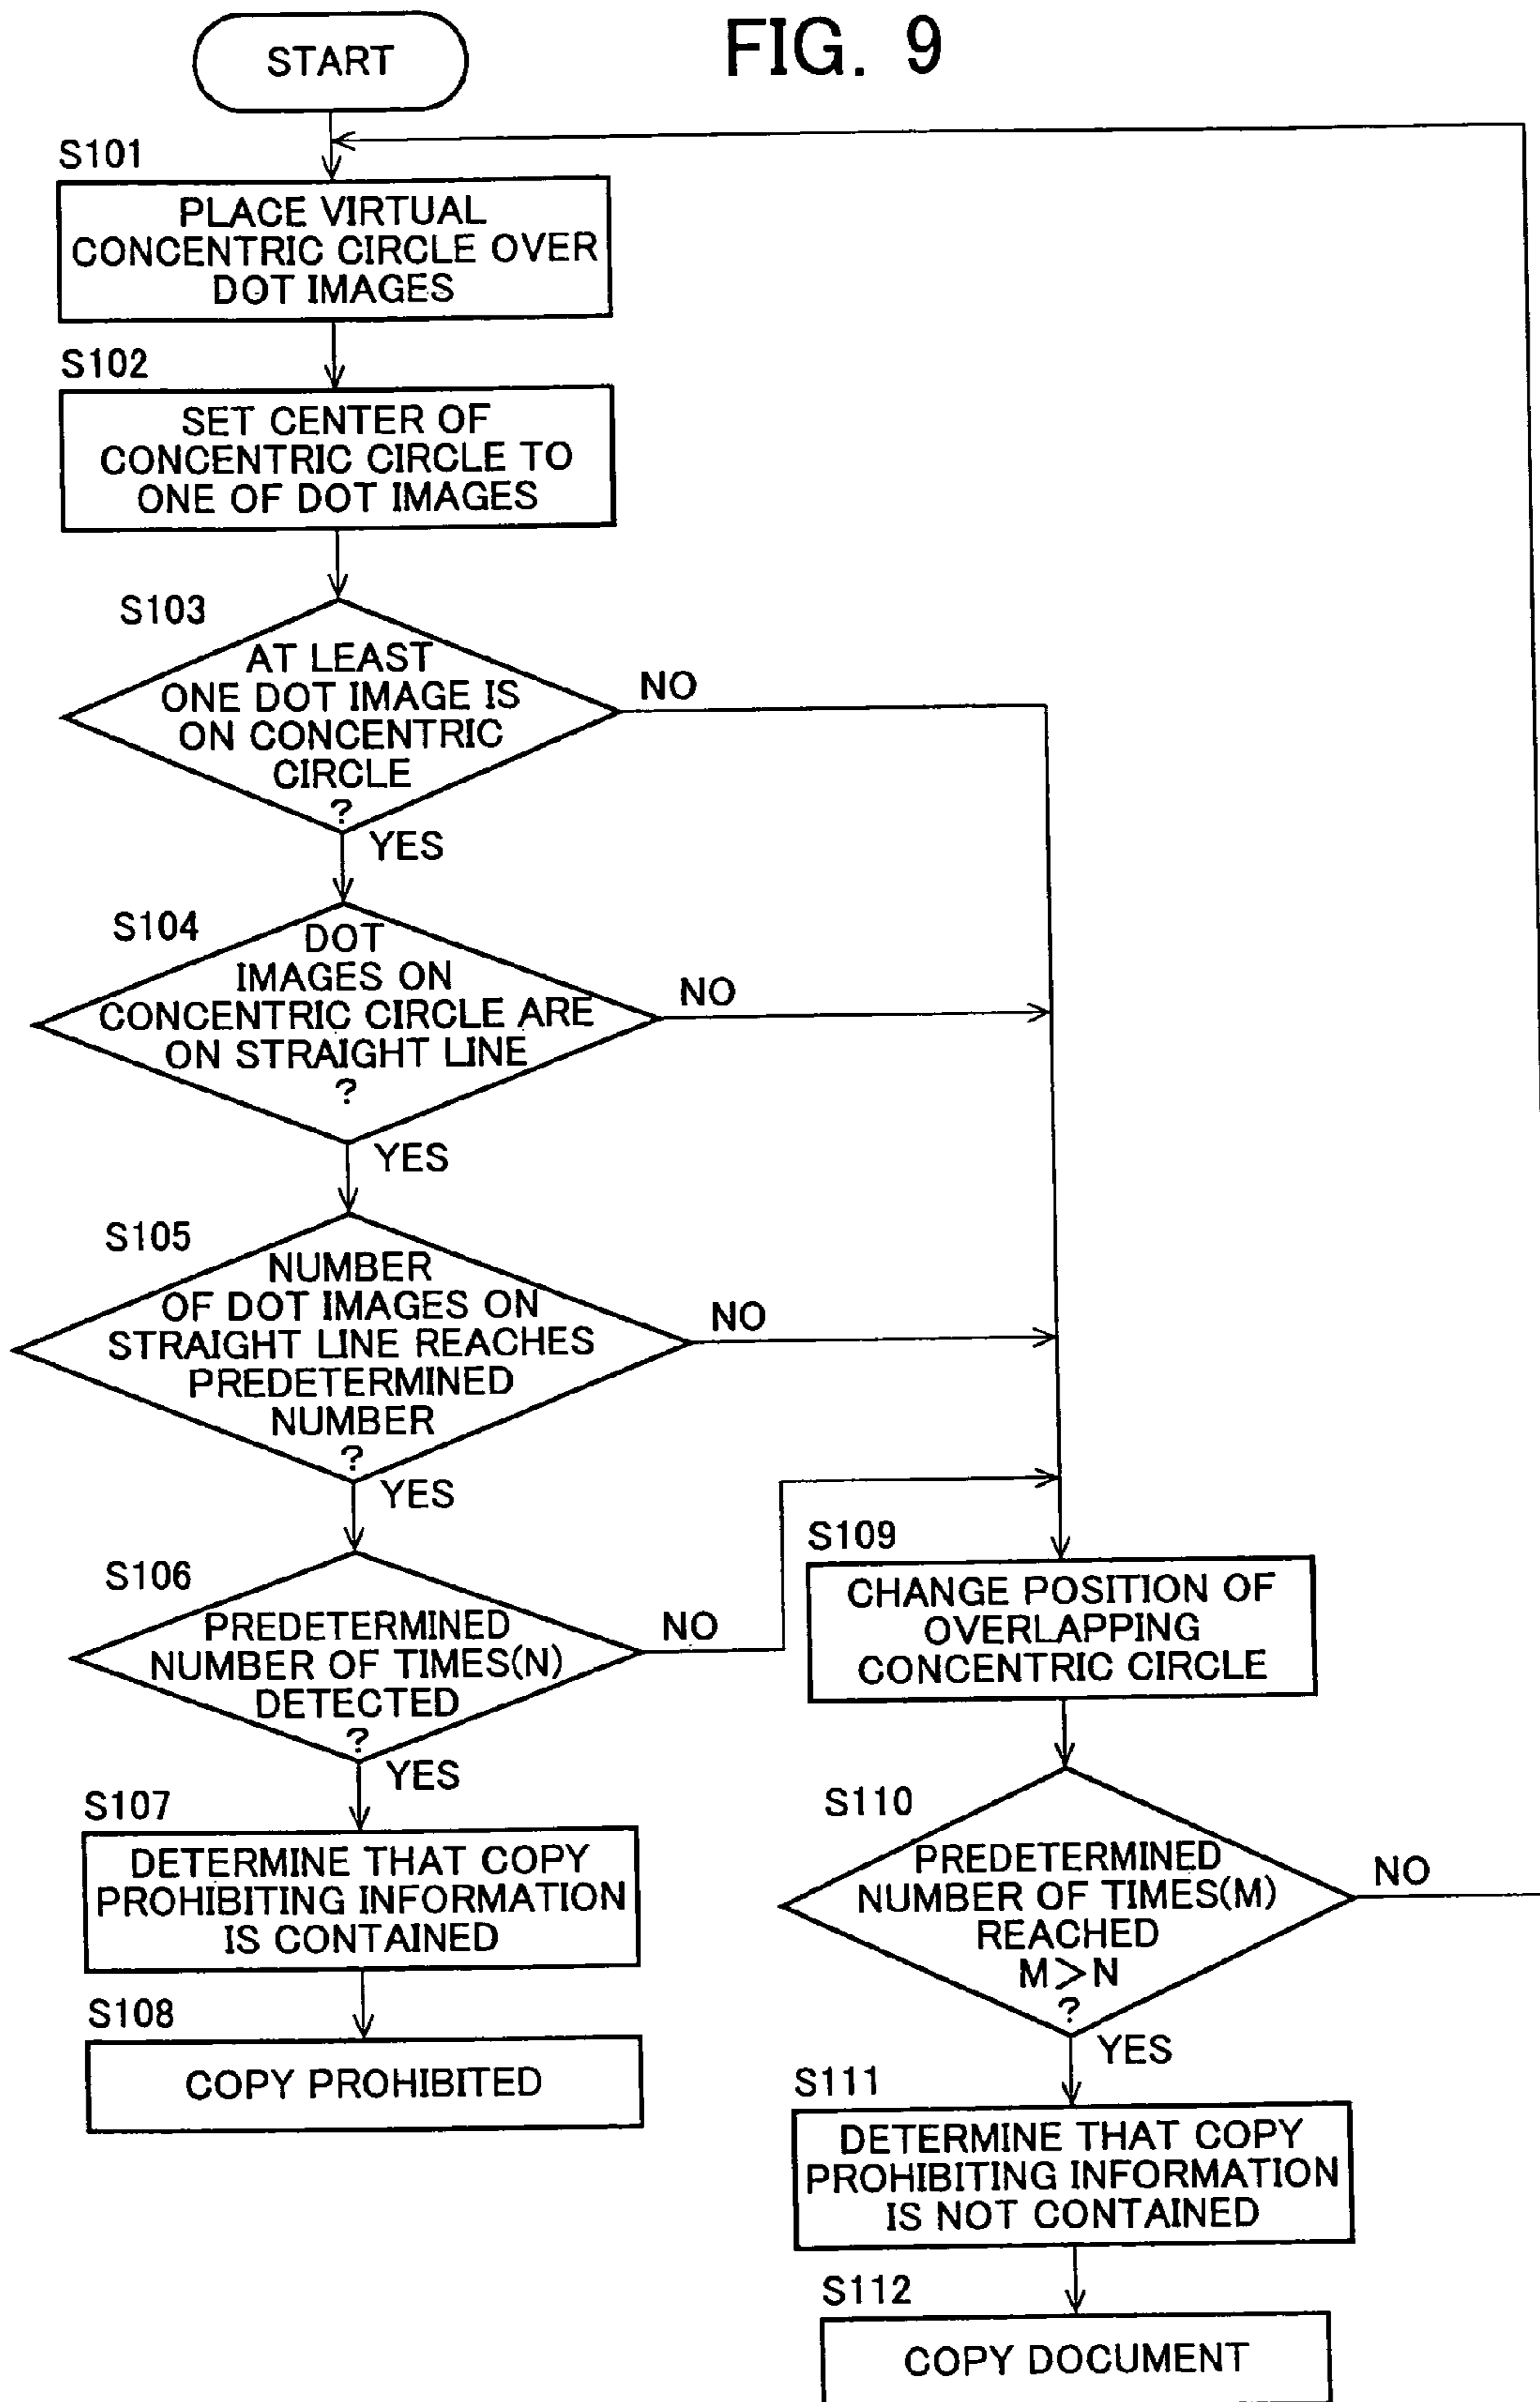 FIG. 9
START
S101
PLACE VIRTUAL
CONCENTRIC CIRCLE OVER
DOT IMAGES
S102
SET CENTER OF
CONCENTRIC CIRCLE TO
ONE OF DOT IMAGES
S103
AT LEAST
ONE DOT IMAGE IS
ON CONCENTRIC
CIRCLE
?
NO
YES
S104
DOT
IMAGES ON
CONCENTRIC CIRCLE ARE
ON STRAIGHT LINE
?
NO
YES
S105
NUMBER
OF DOT IMAGES ON
STRAIGHT LINE REACHES
PREDETERMINED
NUMBER
?
NO
YES
S106
PREDETERMINED
NUMBER OF TIMES(N)
DETECTED
?
NO
YES
S107
DETERMINE THAT COPY
PROHIBITING INFORMATION
IS CONTAINED
S108
COPY PROHIBITED
S109
CHANGE POSITION OF
OVERLAPPING
CONCENTRIC CIRCLE
S110
PREDETERMINED
NUMBER OF TIMES(M)
REACHED
M>N
?
NO
YES
S111
DETERMINE THAT COPY
PROHIBITING INFORMATION
IS NOT CONTAINED
S112
COPY DOCUMENT